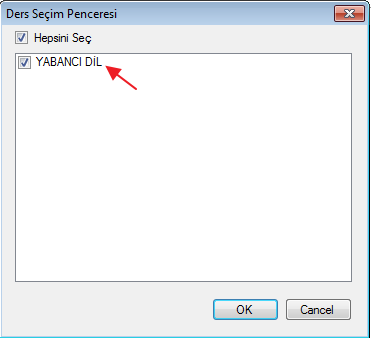 Ders Seçim Penceresi
Hepsini Seç
YABANCI DİL
OK
Cancel